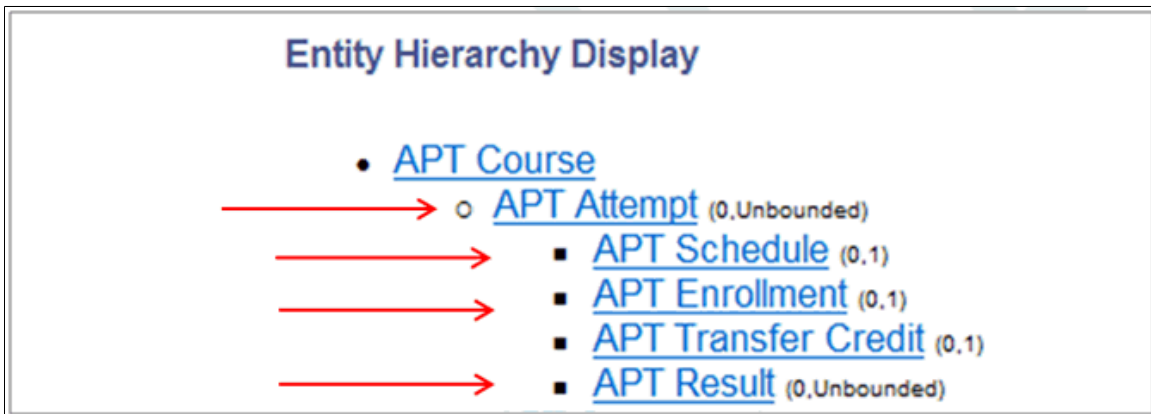 Entity Hierarchy Display
APT Course
APT Attempt (0,Unbounded)
APT Schedule (0,1)
APT Enrollment (0,1)
APT Transfer Credit (0,1)
APT Result (0,Unbounded)